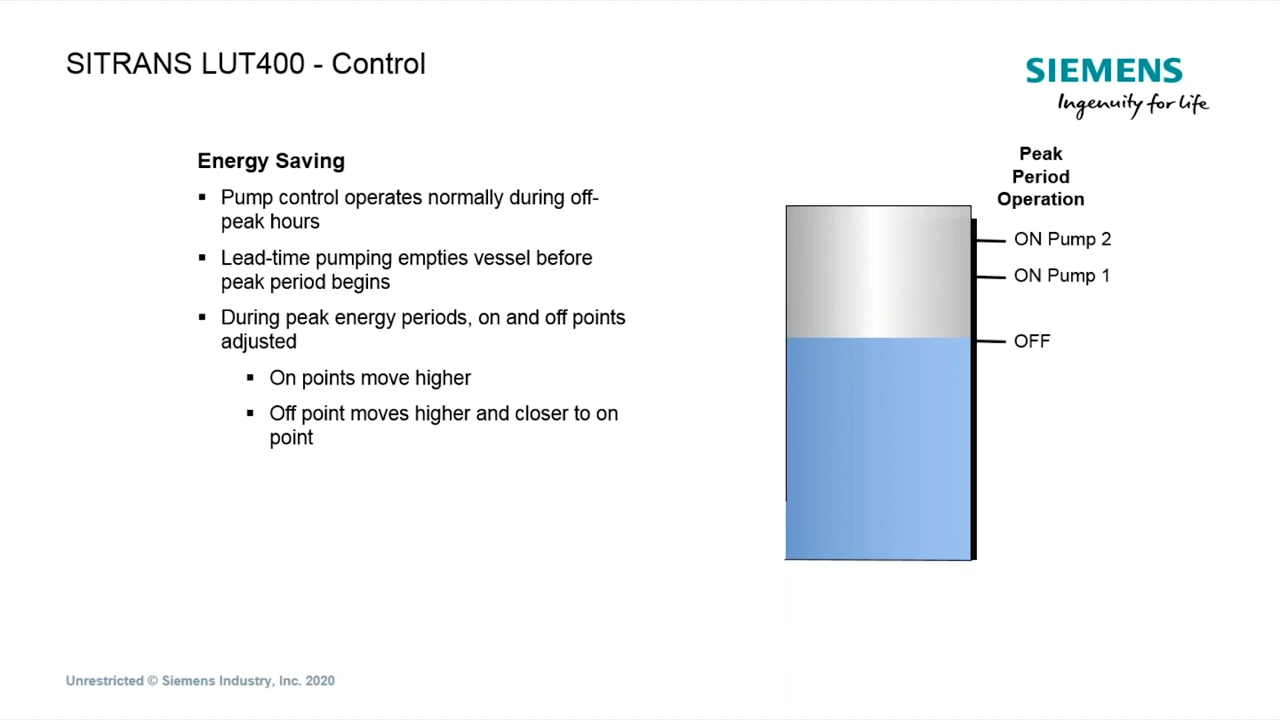 SITRANS LUT400 - Control
SIEMENS
Ingenuity for life
Energy Saving
▪ Pump control operates normally during off-
peak hours
▪ Lead-time pumping empties vessel before
peak period begins
▪ During peak energy periods, on and off points
adjusted
▪ On points move higher
▪ Off point moves higher and closer to on
point
Peak
Period
Operation
ON Pump 2
ON Pump 1
OFF
Unrestricted © Siemens Industry, Inc. 2020